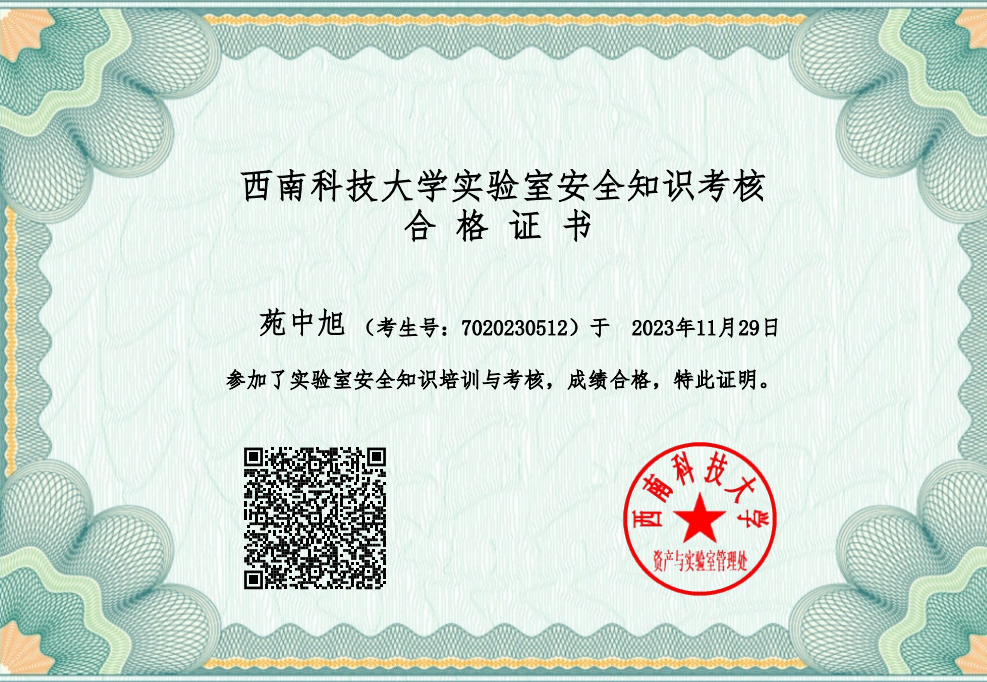 西南科技大学实验室安全知识考核
合格证书
苑中旭（考生号：7020230512）于 2023年11月29日
参加了实验室安全知识培训与考核，成绩合格，特此证明。
西南科技大学
资产与实验室管理处